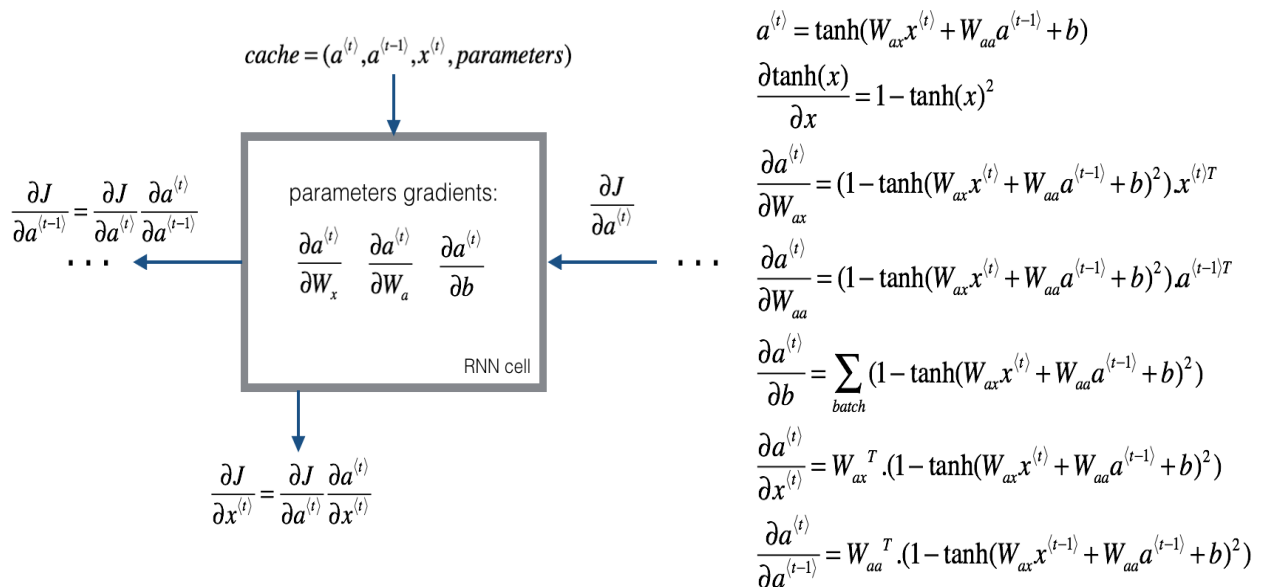 cache = (a^⟨t⟩, a^⟨t-1⟩, x^⟨t⟩, parameters)
∂J/∂a^⟨t-1⟩ = ∂J/∂a^⟨t⟩ ∂a^⟨t⟩/∂a^⟨t-1⟩
. . .
parameters gradients:
∂a^⟨t⟩/∂W_x ∂a^⟨t⟩/∂W_a ∂a^⟨t⟩/∂b
RNN cell
∂J/∂a^⟨t⟩
. . .
∂J/∂x^⟨t⟩ = ∂J/∂a^⟨t⟩ ∂a^⟨t⟩/∂x^⟨t⟩
a^⟨t⟩ = tanh(W_ax x^⟨t⟩ + W_aa a^⟨t-1⟩ + b)
∂tanh(x)/∂x = 1 − tanh(x)^2
∂a^⟨t⟩/∂W_ax = (1 − tanh(W_ax x^⟨t⟩ + W_aa a^⟨t-1⟩ + b)^2).x^⟨t⟩T
∂a^⟨t⟩/∂W_aa = (1 − tanh(W_ax x^⟨t⟩ + W_aa a^⟨t-1⟩ + b)^2).a^⟨t-1⟩T
∂a^⟨t⟩/∂b = ∑_batch (1 − tanh(W_ax x^⟨t⟩ + W_aa a^⟨t-1⟩ + b)^2)
∂a^⟨t⟩/∂x^⟨t⟩ = W_ax^T .(1 − tanh(W_ax x^⟨t⟩ + W_aa a^⟨t-1⟩ + b)^2)
∂a^⟨t⟩/∂a^⟨t-1⟩ = W_aa^T .(1 − tanh(W_ax x^⟨t-1⟩ + W_aa a^⟨t-1⟩ + b)^2)